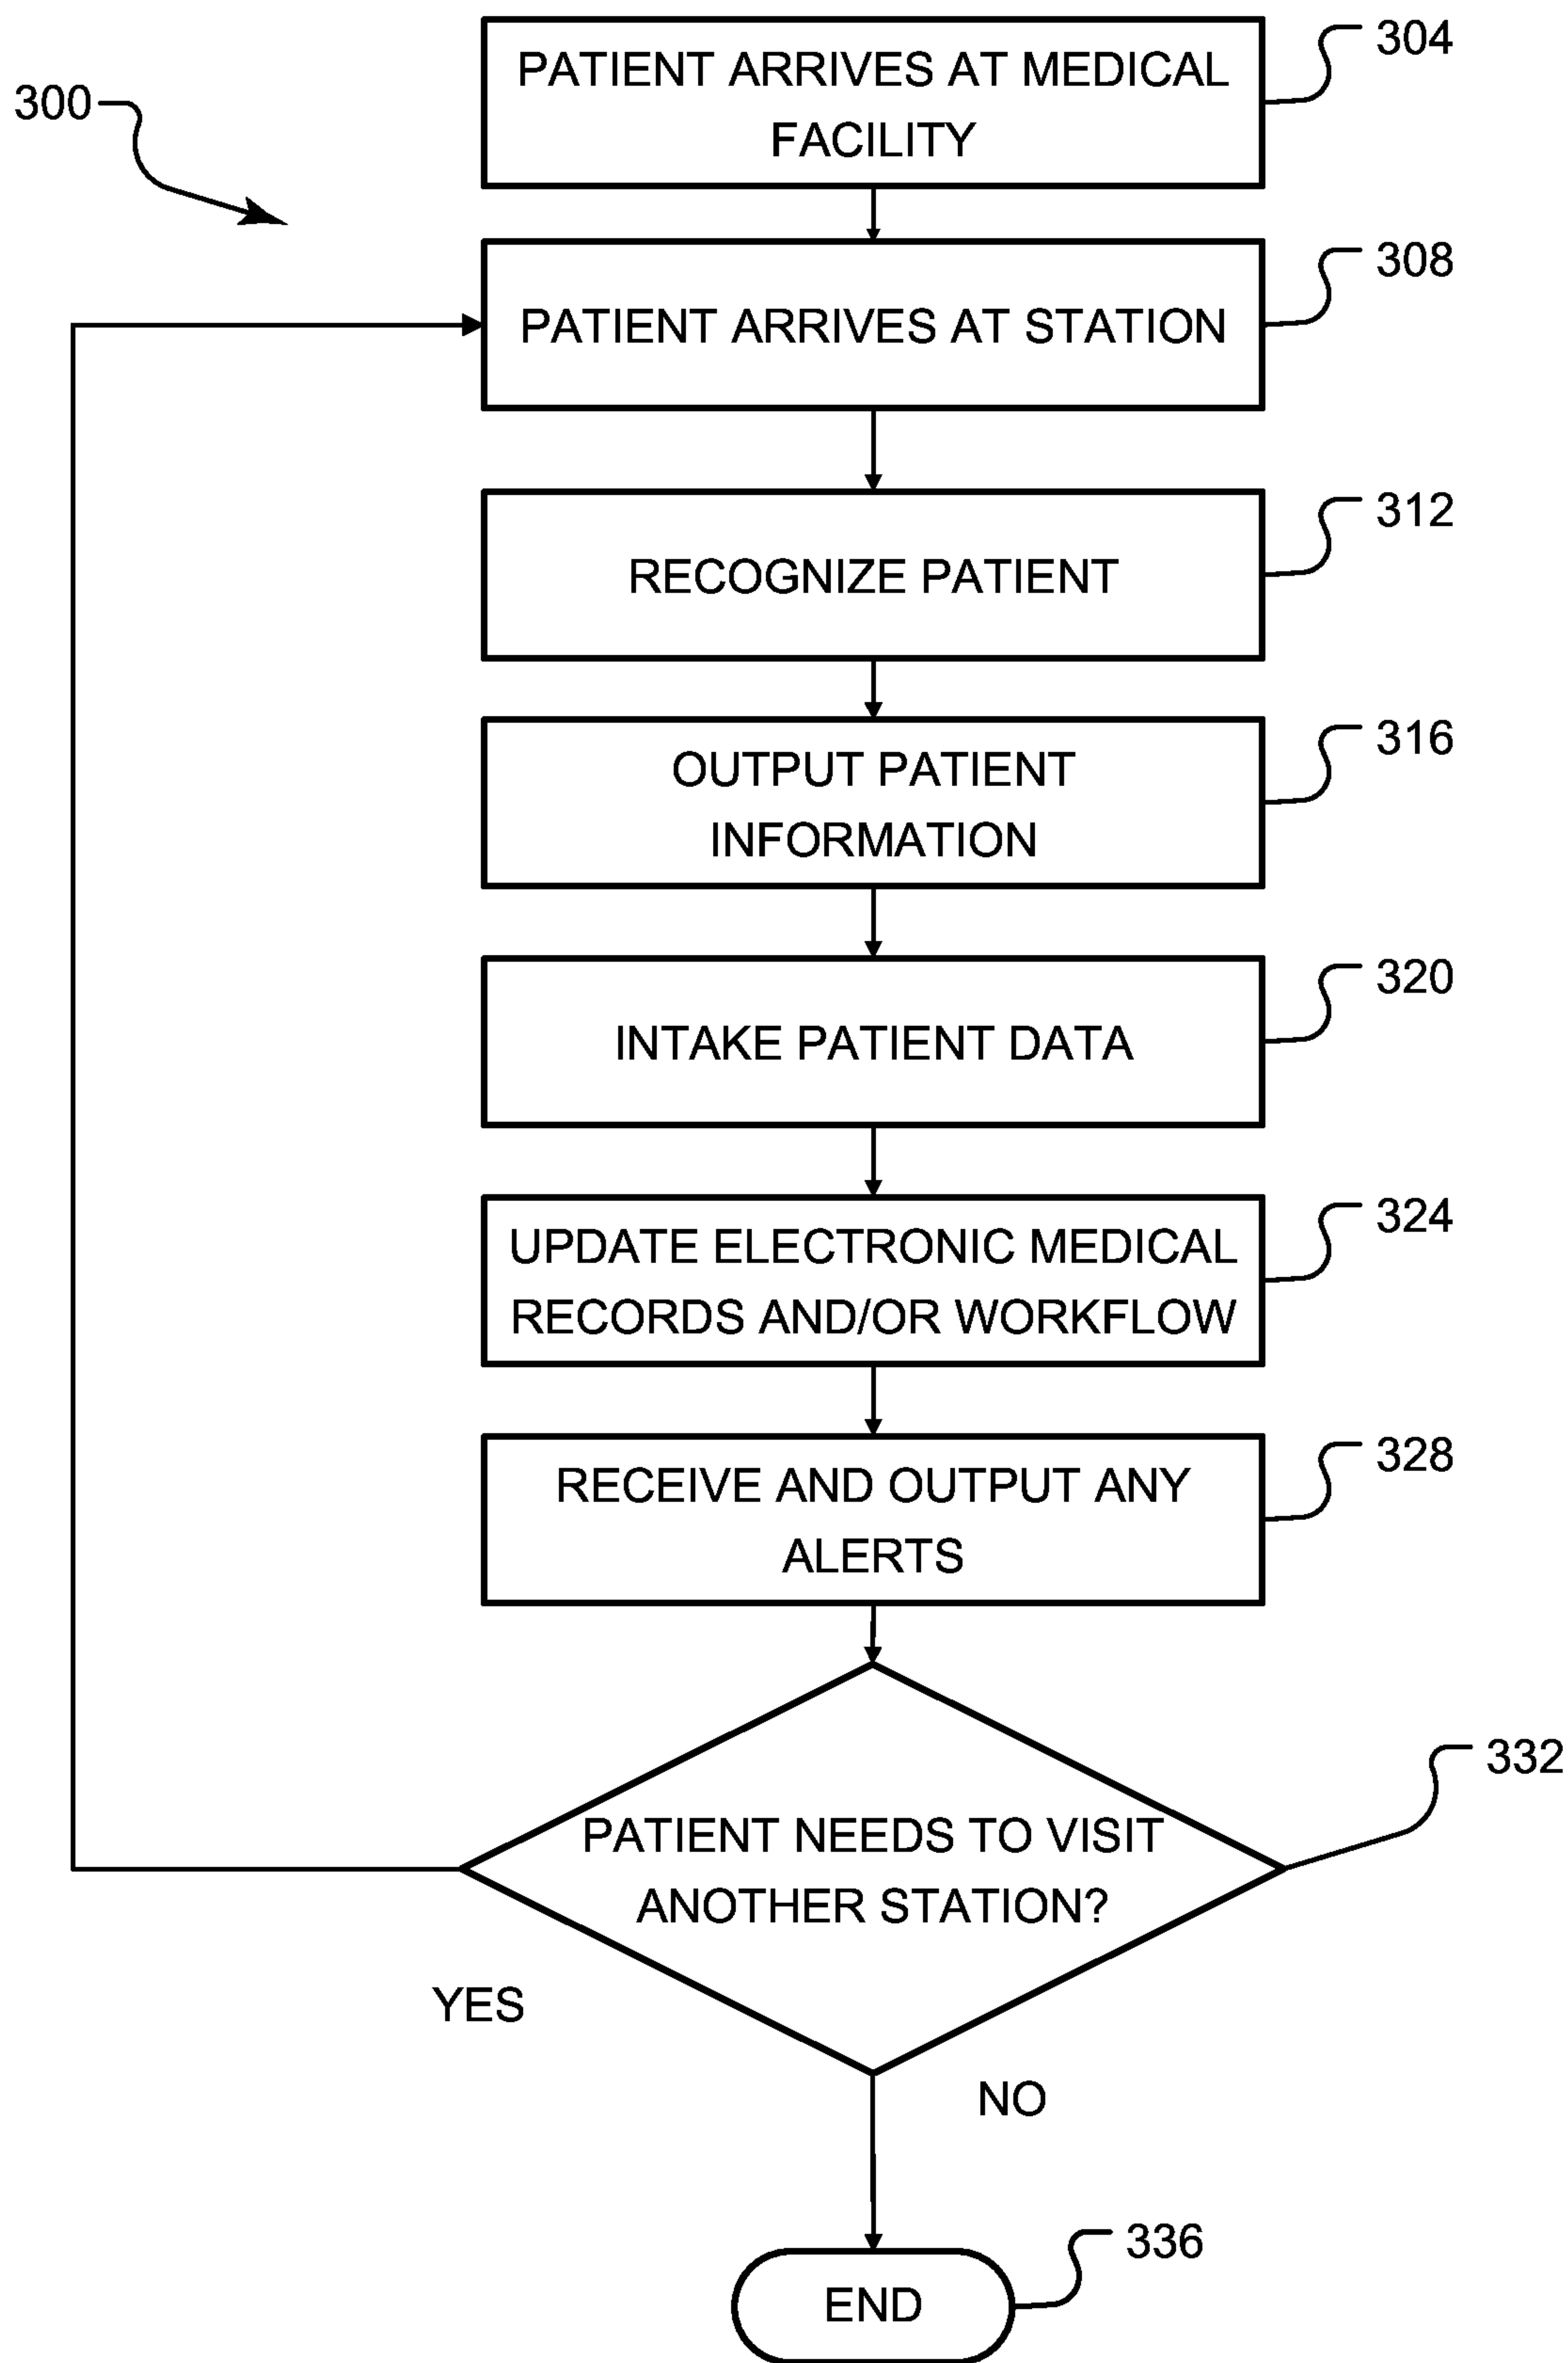 304
PATIENT ARRIVES AT MEDICAL
FACILITY
300
308
PATIENT ARRIVES AT STATION
312
RECOGNIZE PATIENT
316
OUTPUT PATIENT
INFORMATION
320
INTAKE PATIENT DATA
324
UPDATE ELECTRONIC MEDICAL
RECORDS AND/OR WORKFLOW
328
RECEIVE AND OUTPUT ANY
ALERTS
332
PATIENT NEEDS TO VISIT
ANOTHER STATION?
YES
NO
336
END